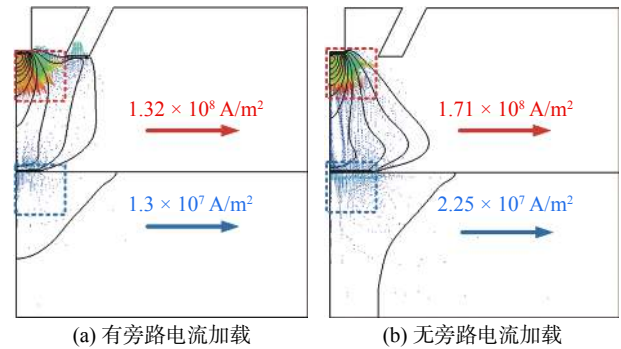 1.32 × 10⁸ A/m²
1.71 × 10⁸ A/m²
1.3 × 10⁷ A/m²
2.25 × 10⁷ A/m²
(a) 有旁路电流加载
(b) 无旁路电流加载